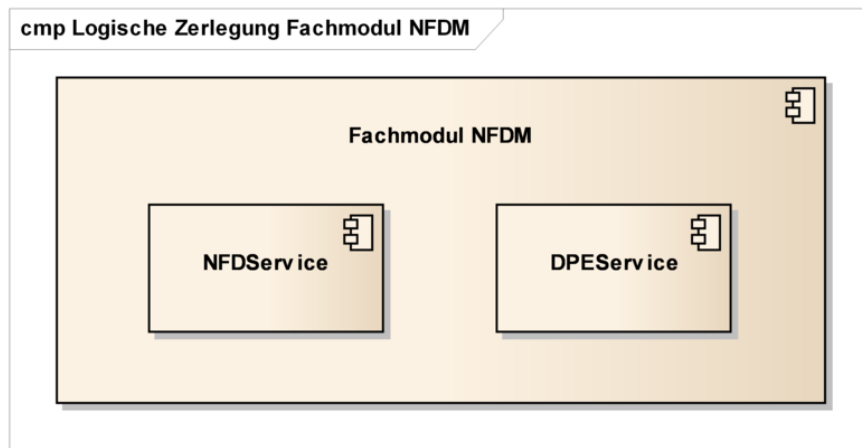 cmp Logische Zerlegung Fachmodul NFDM
Fachmodul NFDM
NFDService
DPEService